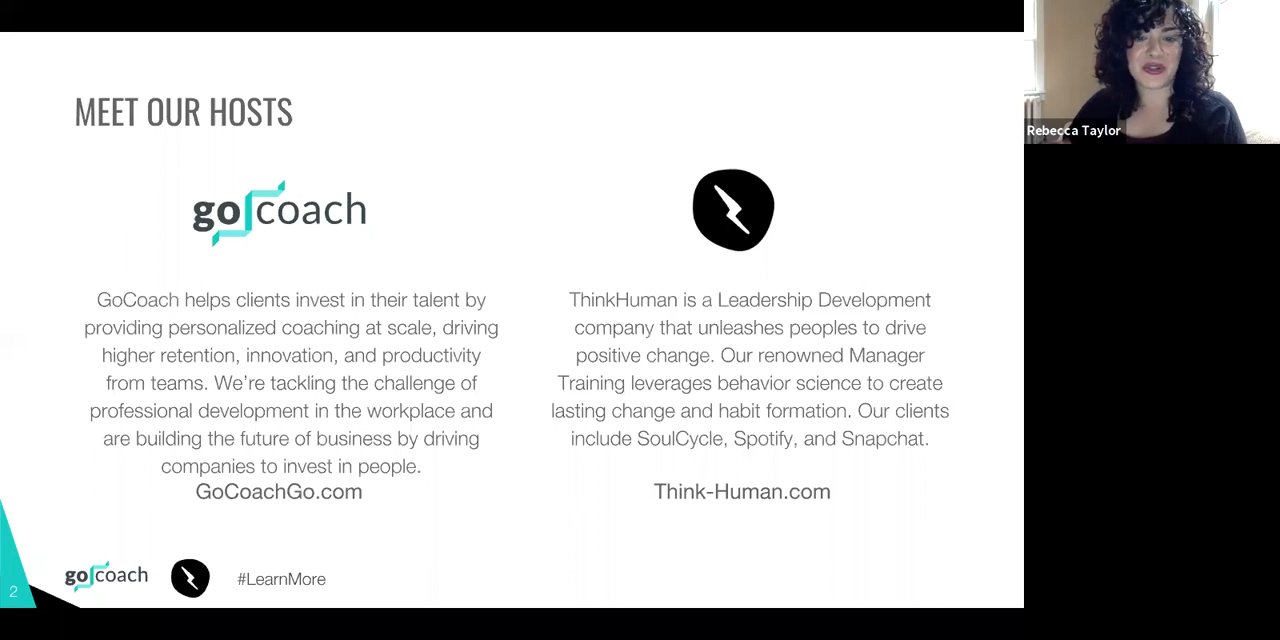 MEET OUR HOSTS
go coach
GoCoach helps clients invest in their talent by
providing personalized coaching at scale, driving
higher retention, innovation, and productivity
from teams. We're tackling the challenge of
professional development in the workplace and
are building the future of business by driving
companies to invest in people.
GoCoachGo.com
ThinkHuman is a Leadership Development
company that unleashes peoples to drive
positive change. Our renowned Manager
Training leverages behavior science to create
lasting change and habit formation. Our clients
include SoulCycle, Spotify, and Snapchat.
Think-Human.com
2
go coach
#LearnMore
Rebecca Taylor